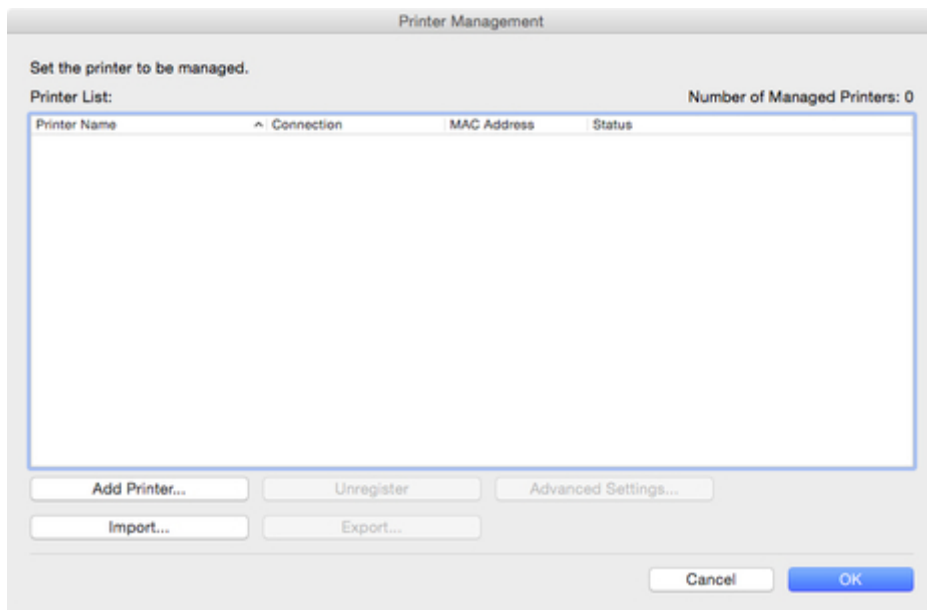 Printer Management
Set the printer to be managed.
Printer List: Number of Managed Printers: 0
Printer Name Connection MAC Address Status
Add Printer... Unregister Advanced Settings...
Import... Export...
Cancel OK